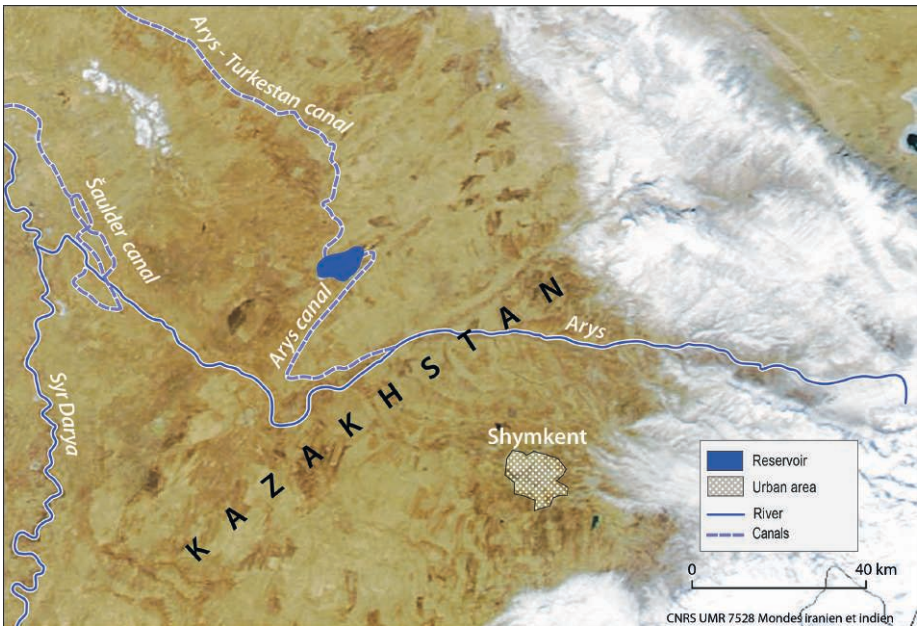 Arys - Turkestan canal
Šaulder canal
Arys canal
Arys
Syr Darya
KAZAKHSTAN
Shymkent
Reservoir
Urban area
River
Canals
0 40 km
CNRS UMR 7528 Mondes iranien et indien